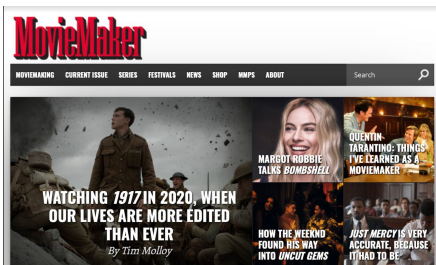 MovieMaker
MOVIEMAKING CURRENT ISSUE SERIES FESTIVALS NEWS SHOP MMPS ABOUT Search
WATCHING 1917 IN 2020, WHEN
OUR LIVES ARE MORE EDITED
THAN EVER
By Tim Molloy
MARGOT ROBBIE
TALKS BOMBSHELL
QUENTIN
TARANTINO: THINGS
I'VE LEARNED AS A
MOVIEMAKER
HOW THE WEEKND
FOUND HIS WAY
INTO UNCUT GEMS
JUST MERCY IS VERY
ACCURATE, BECAUSE
IT HAD TO BE